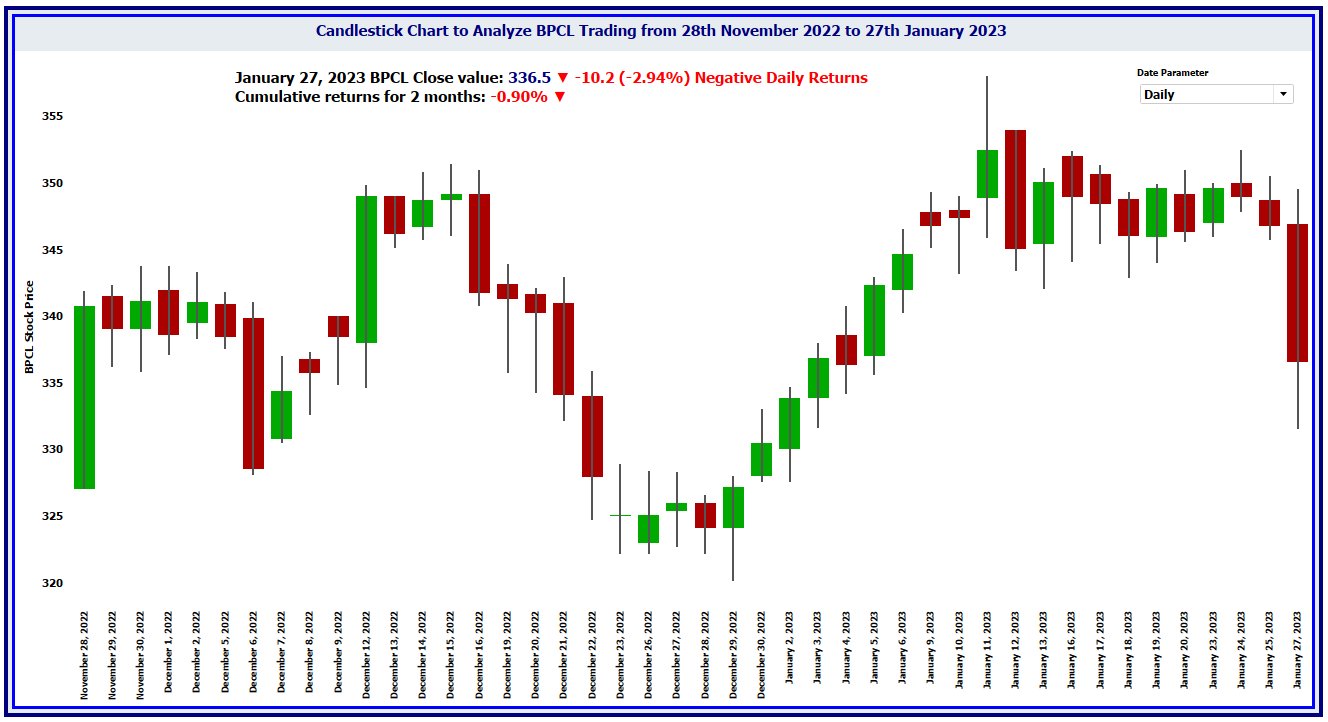 Candlestick Chart to Analyze BPCL Trading from 28th November 2022 to 27th January 2023
January 27, 2023 BPCL Close value: 336.5 ▼ -10.2 (-2.94%) Negative Daily Returns
Cumulative returns for 2 months: -0.90% ▼
Date Parameter
Daily
BPCL Stock Price
355
350
345
340
335
330
325
320
November 28, 2022
November 29, 2022
November 30, 2022
December 1, 2022
December 2, 2022
December 5, 2022
December 6, 2022
December 7, 2022
December 8, 2022
December 9, 2022
December 12, 2022
December 13, 2022
December 14, 2022
December 15, 2022
December 16, 2022
December 19, 2022
December 20, 2022
December 21, 2022
December 22, 2022
December 23, 2022
December 26, 2022
December 27, 2022
December 28, 2022
December 29, 2022
December 30, 2022
January 2, 2023
January 3, 2023
January 4, 2023
January 5, 2023
January 6, 2023
January 9, 2023
January 10, 2023
January 11, 2023
January 12, 2023
January 13, 2023
January 16, 2023
January 17, 2023
January 18, 2023
January 19, 2023
January 20, 2023
January 23, 2023
January 24, 2023
January 25, 2023
January 27, 2023